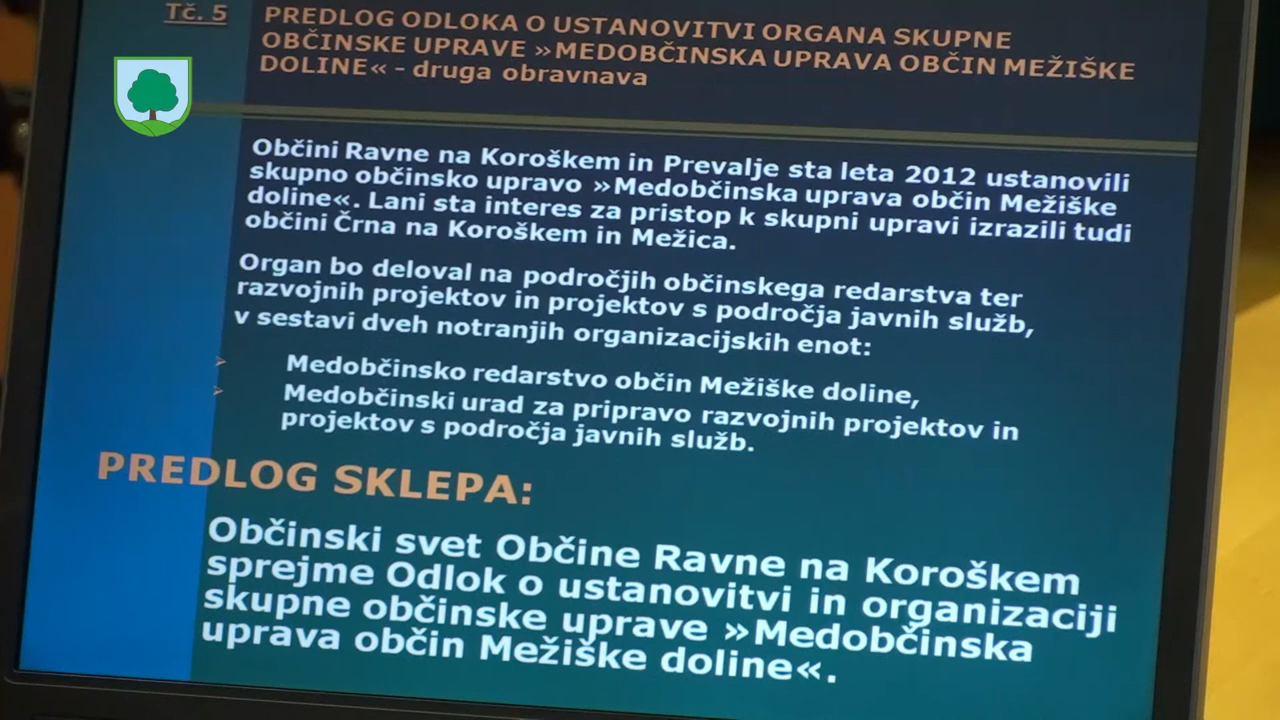 Tč. 5
PREDLOG ODLOKA O USTANOVITVI ORGANA SKUPNE
OBČINSKE UPRAVE »MEDOBČINSKA UPRAVA OBČIN MEŽIŠKE
DOLINE« - druga obravnava
Občini Ravne na Koroškem in Prevalje sta leta 2012 ustanovili
skupno občinsko upravo »Medobčinska uprava občin Mežiške
doline«. Lani sta interes za pristop k skupni upravi izrazili tudi
občini Črna na Koroškem in Mežica.
Organ bo deloval na področjih občinskega redarstva ter
razvojnih projektov in projektov s področja javnih služb,
v sestavi dveh notranjih organizacijskih enot:
Medobčinsko redarstvo občin Mežiške doline,
Medobčinski urad za pripravo razvojnih projektov in
projektov s področja javnih služb.
PREDLOG SKLEPA:
Občinski svet Občine Ravne na Koroškem
sprejme Odlok o ustanovitvi in organizaciji
skupne občinske uprave »Medobčinska
uprava občin Mežiške doline«.